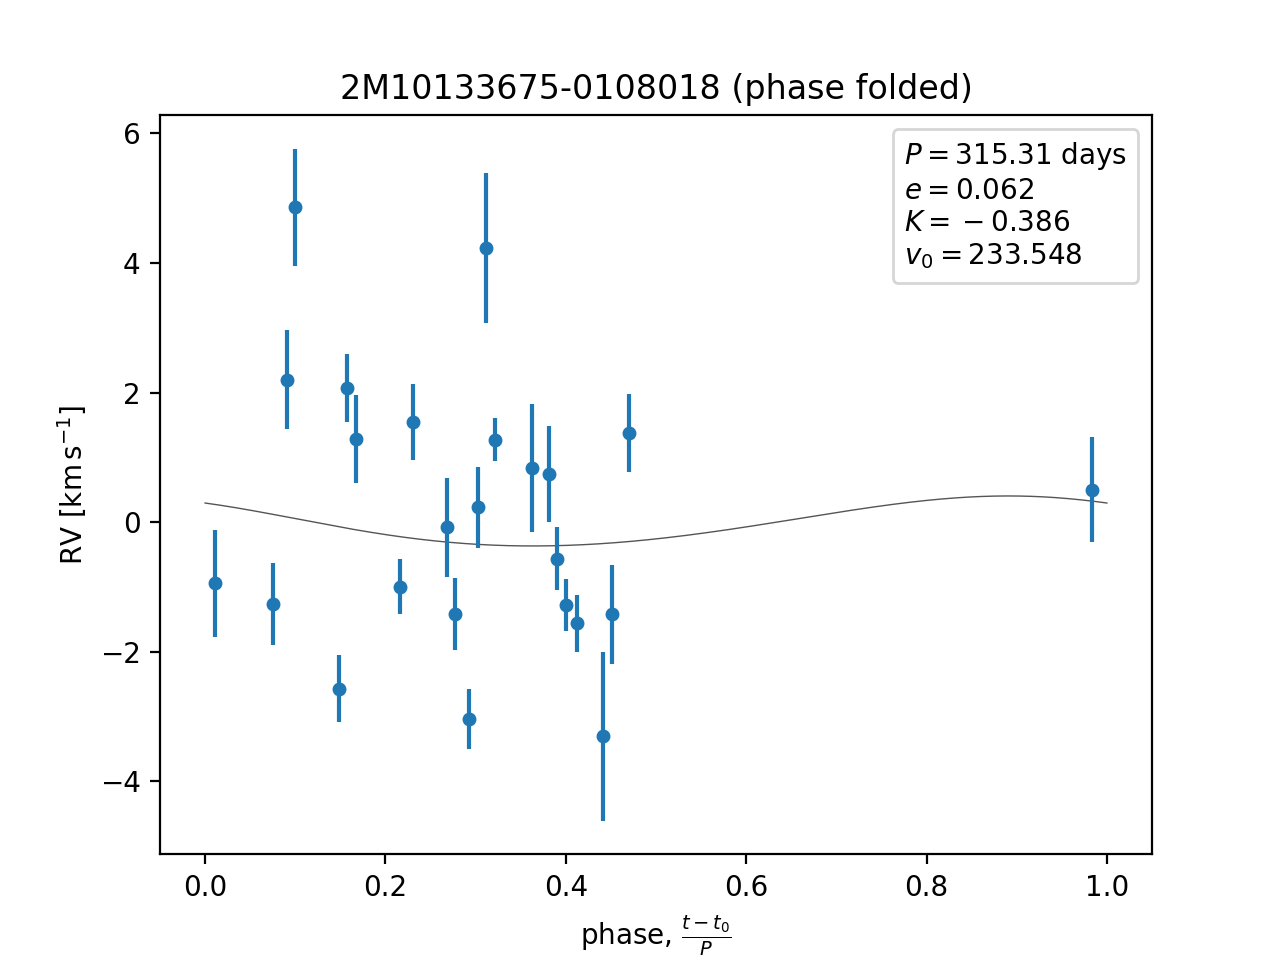 2M10133675-0108018 (phase folded)
P = 315.31 days
e = 0.062
K = −0.386
v₀ = 233.548
6
4
2
0
−2
−4
RV [km s⁻¹]
0.0 0.2 0.4 0.6 0.8 1.0
phase, (t − t₀)/P